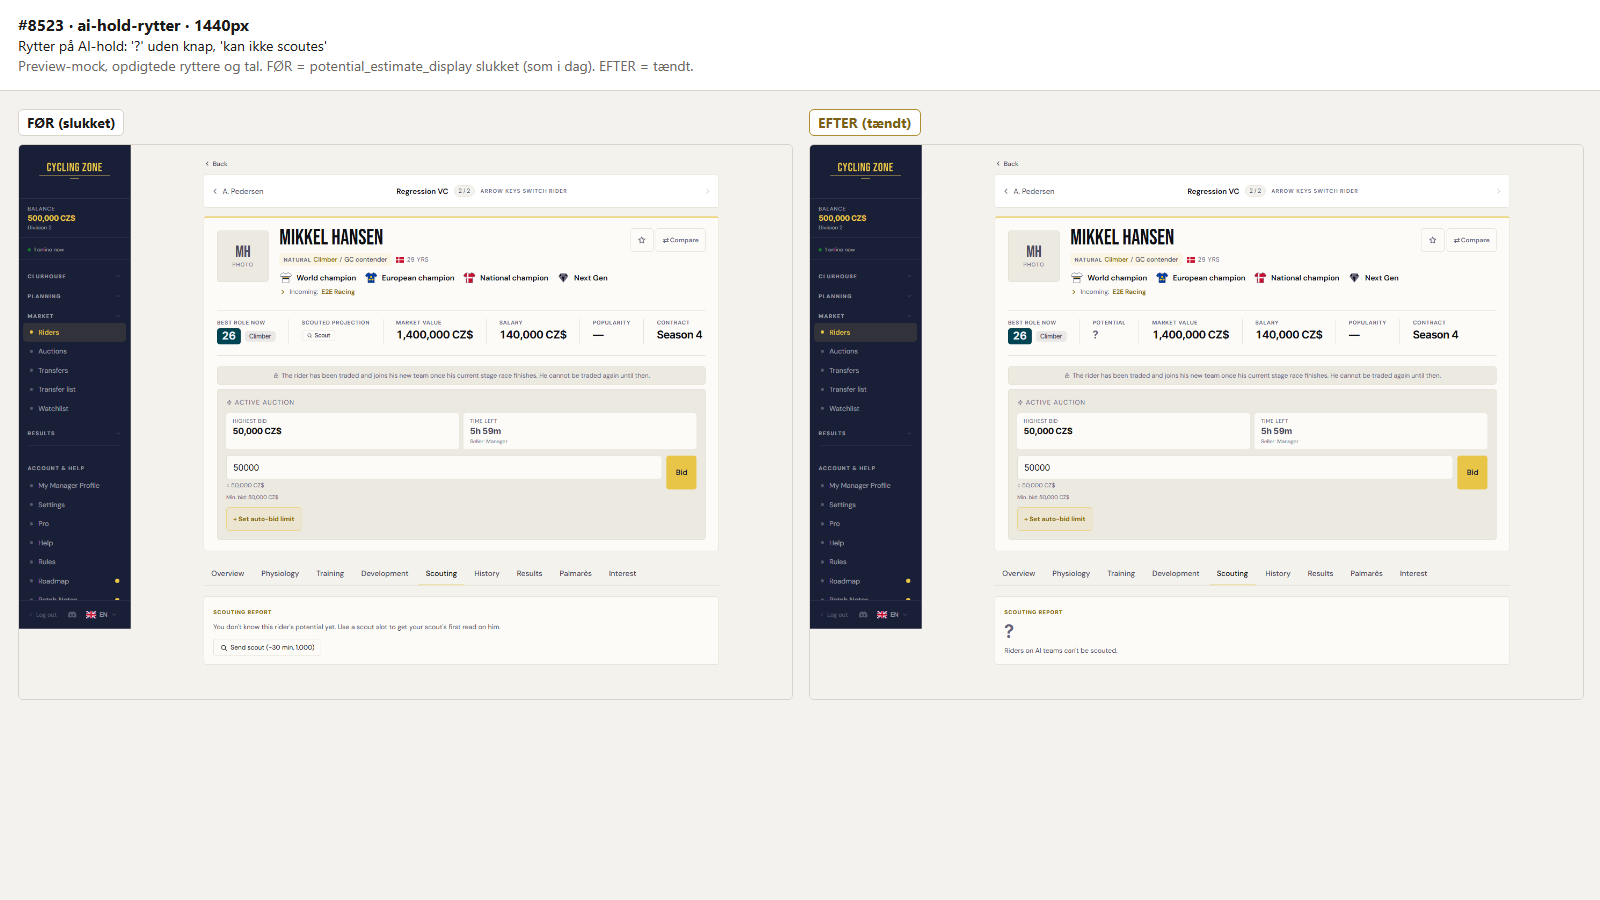 #8523 · ai-hold-rytter · 1440px
Rytter på AI-hold: '?' uden knap, 'kan ikke scoutes'
Preview-mock, opdigtede ryttere og tal. FØR = potential_estimate_display slukket (som i dag). EFTER = tændt.
FØR (slukket)
CYCLING ZONE
BALANCE
500,000 CZ$
Division 2
1 online now
CLUBHOUSE
PLANNING
MARKET
Riders
Auctions
Transfers
Transfer list
Watchlist
RESULTS
ACCOUNT & HELP
My Manager Profile
Settings
Pro
Help
Rules
Roadmap
Patch Notes
Log out EN
Back
A. Pedersen Regression VC 2/2 ARROW KEYS SWITCH RIDER
MH
PHOTO
MIKKEL HANSEN
Compare
NATURAL Climber / GC contender 29 YRS
World champion European champion National champion Next Gen
Incoming: E2E Racing
BEST ROLE NOW SCOUTED PROJECTION MARKET VALUE SALARY POPULARITY CONTRACT
26 Climber Scout 1,400,000 CZ$ 140,000 CZ$ — Season 4
The rider has been traded and joins his new team once his current stage race finishes. He cannot be traded again until then.
ACTIVE AUCTION
HIGHEST BID TIME LEFT
50,000 CZ$ 5h 59m
Seller: Manager
50000 Bid
= 50,000 CZ$
Min. bid: 50,000 CZ$
+ Set auto-bid limit
Overview Physiology Training Development Scouting History Results Palmarès Interest
SCOUTING REPORT
You don't know this rider's potential yet. Use a scout slot to get your scout's first read on him.
Send scout (~30 min, 1.000)
EFTER (tændt)
CYCLING ZONE
BALANCE
500,000 CZ$
Division 2
1 online now
CLUBHOUSE
PLANNING
MARKET
Riders
Auctions
Transfers
Transfer list
Watchlist
RESULTS
ACCOUNT & HELP
My Manager Profile
Settings
Pro
Help
Rules
Roadmap
Patch Notes
Log out EN
Back
A. Pedersen Regression VC 2/2 ARROW KEYS SWITCH RIDER
MH
PHOTO
MIKKEL HANSEN
Compare
NATURAL Climber / GC contender 29 YRS
World champion European champion National champion Next Gen
Incoming: E2E Racing
BEST ROLE NOW POTENTIAL MARKET VALUE SALARY POPULARITY CONTRACT
26 Climber ? 1,400,000 CZ$ 140,000 CZ$ — Season 4
The rider has been traded and joins his new team once his current stage race finishes. He cannot be traded again until then.
ACTIVE AUCTION
HIGHEST BID TIME LEFT
50,000 CZ$ 5h 59m
Seller: Manager
50000 Bid
= 50,000 CZ$
Min. bid: 50,000 CZ$
+ Set auto-bid limit
Overview Physiology Training Development Scouting History Results Palmarès Interest
SCOUTING REPORT
?
Riders on AI teams can't be scouted.